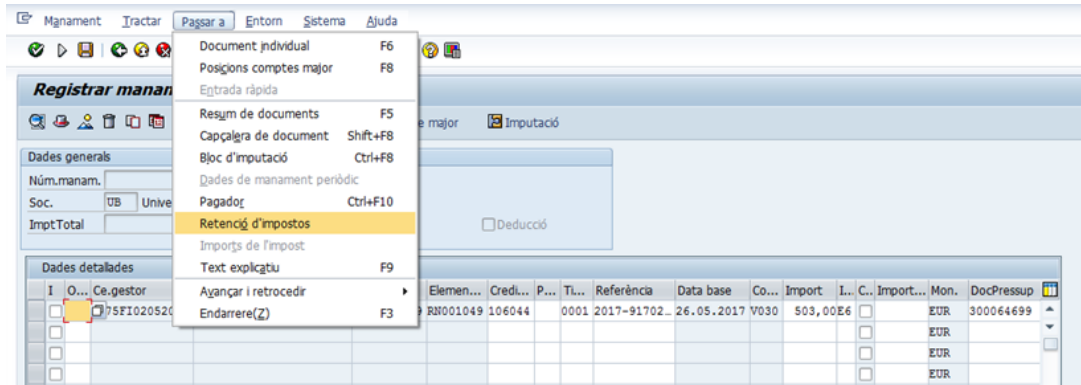 Manament Tractar Passar a Entorn Sistema Ajuda
Document individual F6
Posicions comptes major F8
Entrada ràpida
Registrar manam
Resum de documents F5
e major Imputació
Capçalera de document Shift+F8
Dades generals
Bloc d'imputació Ctrl+F8
Núm.manam.
Dades de manament periòdic
Soc. UB Unive
Pagador Ctrl+F10
ImptTotal
Retenció d'impostos
Deducció
Imports de l'impost
Dades detallades
Text explicatiu F9
Avançar i retrocedir
Endarrere(Z) F3
I O... Ce.gestor Elemen... Credi... P... Ti... Referència Data base Co... Import I... C.. Import... Mon. DocPressup
75FI020520 9 RN001049 106044 0001 2017-91702.. 26.05.2017 V030 503,00 E6 EUR 300064699
EUR
EUR
EUR